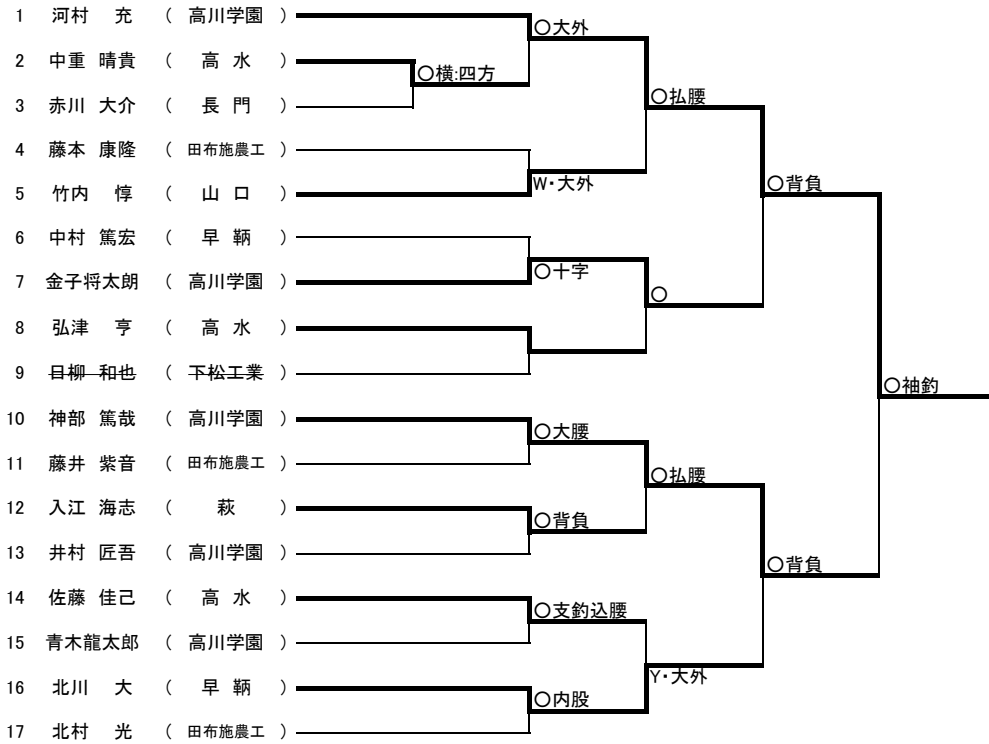 1 河村 充 ( 高川学園 )
○大外
2 中重 晴貴 ( 高 水 )
○横:四方
3 赤川 大介 ( 長 門 )
○払腰
4 藤本 康隆 ( 田布施農工 )
W・大外
5 竹内 惇 ( 山 口 )
○背負
6 中村 篤宏 ( 早 鞆 )
○十字
7 金子将太朗 ( 高川学園 )
○
8 弘津 亨 ( 高 水 )
9 目柳 和也 ( 下松工業 )
○袖釣
10 神部 篤哉 ( 高川学園 )
○大腰
11 藤井 紫音 ( 田布施農工 )
○払腰
12 入江 海志 ( 萩 )
○背負
13 井村 匠吾 ( 高川学園 )
○背負
14 佐藤 佳己 ( 高 水 )
○支釣込腰
15 青木龍太郎 ( 高川学園 )
Y・大外
16 北川 大 ( 早 鞆 )
○内股
17 北村 光 ( 田布施農工 )